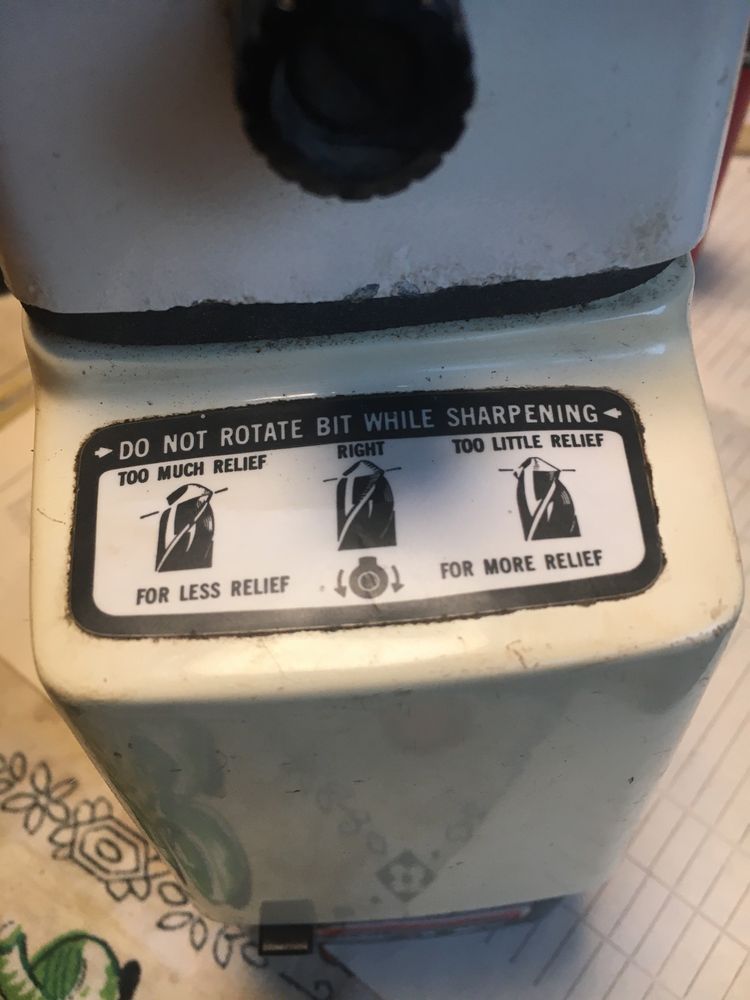 DO NOT ROTATE BIT WHILE SHARPENING
TOO MUCH RELIEF
RIGHT
TOO LITTLE RELIEF
FOR LESS RELIEF
FOR MORE RELIEF